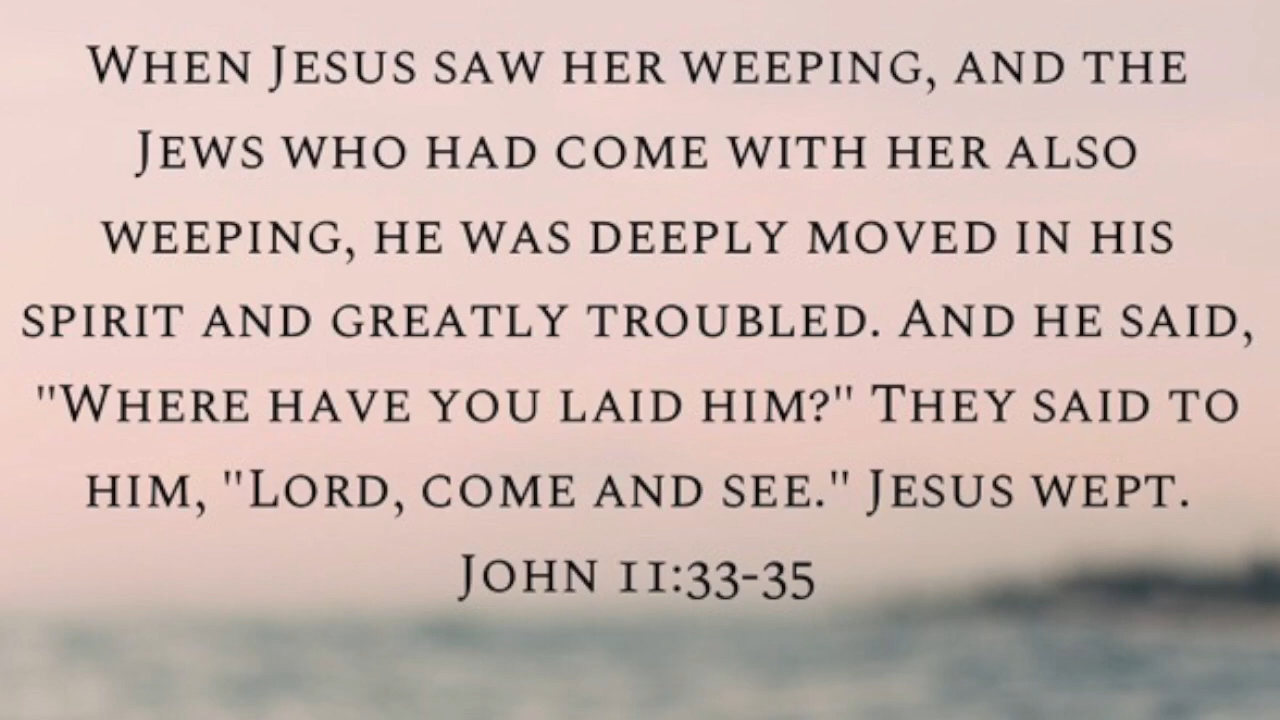 When Jesus saw her weeping, and the
Jews who had come with her also
weeping, he was deeply moved in his
spirit and greatly troubled. And he said,
"Where have you laid him?" They said to
him, "Lord, come and see." Jesus wept.
John 11:33-35